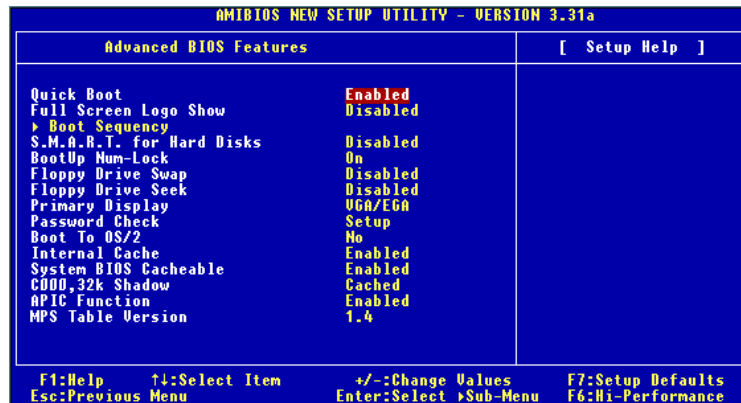 AMIBIOS NEW SETUP UTILITY - VERSION 3.31a
Advanced BIOS Features [ Setup Help ]
Quick Boot Enabled
Full Screen Logo Show Disabled
▸ Boot Sequency
S.M.A.R.T. for Hard Disks Disabled
BootUp Num-Lock On
Floppy Drive Swap Disabled
Floppy Drive Seek Disabled
Primary Display VGA/EGA
Password Check Setup
Boot To OS/2 No
Internal Cache Enabled
System BIOS Cacheable Enabled
C000,32k Shadow Cached
APIC Function Enabled
MPS Table Version 1.4
F1:Help ↑↓:Select Item +/-:Change Values F7:Setup Defaults
Esc:Previous Menu Enter:Select ▸Sub-Menu F6:Hi-Performance